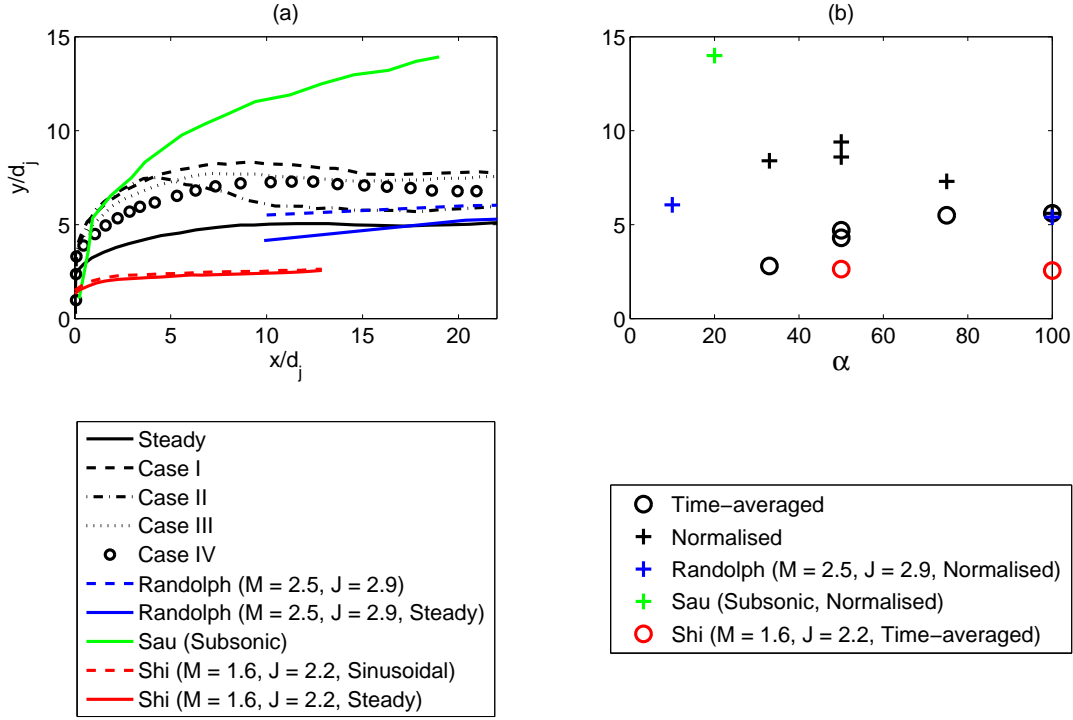 (a)
15
10
5
0
y/d_j
0
5
10
15
20
x/d_j
(b)
15
10
5
0
0
20
40
60
80
100
α
Steady
Case I
Case II
Case III
Case IV
Randolph (M = 2.5, J = 2.9)
Randolph (M = 2.5, J = 2.9, Steady)
Sau (Subsonic)
Shi (M = 1.6, J = 2.2, Sinusoidal)
Shi (M = 1.6, J = 2.2, Steady)
Time−averaged
Normalised
Randolph (M = 2.5, J = 2.9, Normalised)
Sau (Subsonic, Normalised)
Shi (M = 1.6, J = 2.2, Time−averaged)